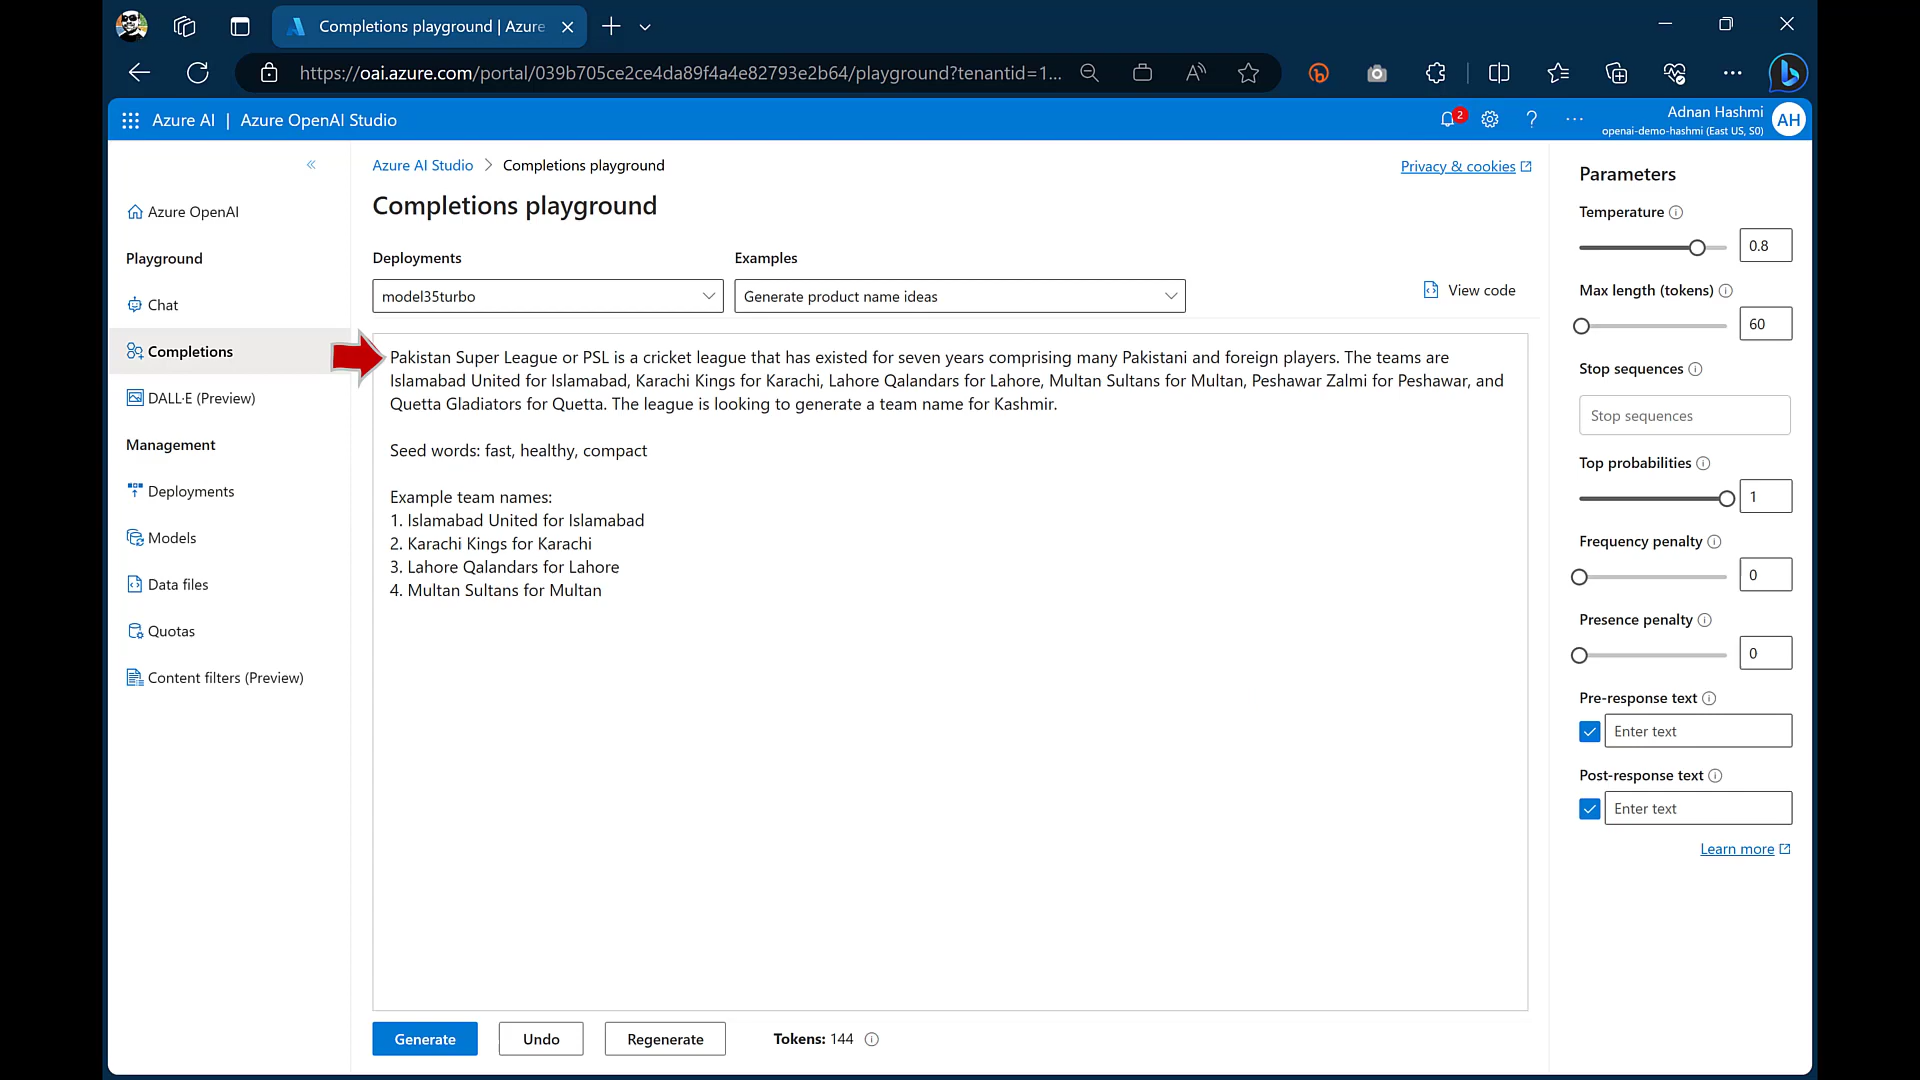 Completions playground | Azure
https://oai.azure.com/portal/039b705ce2ce4da89f4a4e82793e2b64/playground?tenantid=1...
Azure AI | Azure OpenAI Studio
2
Adnan Hashmi
openai-demo-hashmi (East US, S0)
AH
Azure OpenAI
Playground
Chat
Completions
DALL·E (Preview)
Management
Deployments
Models
Data files
Quotas
Content filters (Preview)
Azure AI Studio > Completions playground
Privacy & cookies
Completions playground
Deployments
Examples
model35turbo
Generate product name ideas
View code
Pakistan Super League or PSL is a cricket league that has existed for seven years comprising many Pakistani and foreign players. The teams are
Islamabad United for Islamabad, Karachi Kings for Karachi, Lahore Qalandars for Lahore, Multan Sultans for Multan, Peshawar Zalmi for Peshawar, and
Quetta Gladiators for Quetta. The league is looking to generate a team name for Kashmir.
Seed words: fast, healthy, compact
Example team names:
1. Islamabad United for Islamabad
2. Karachi Kings for Karachi
3. Lahore Qalandars for Lahore
4. Multan Sultans for Multan
Generate
Undo
Regenerate
Tokens: 144
Parameters
Temperature
0.8
Max length (tokens)
60
Stop sequences
Stop sequences
Top probabilities
1
Frequency penalty
0
Presence penalty
0
Pre-response text
Enter text
Post-response text
Enter text
Learn more